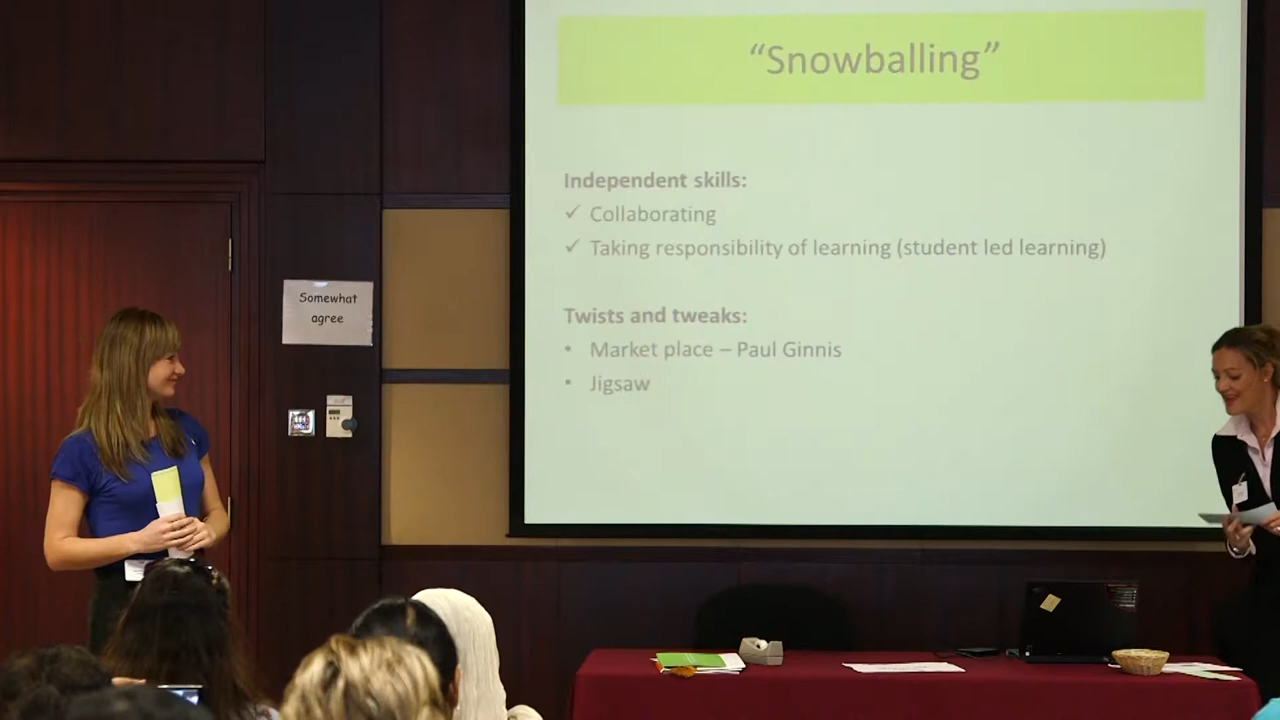 “Snowballing”
Independent skills:
✓ Collaborating
✓ Taking responsibility of learning (student led learning)
Twists and tweaks:
• Market place – Paul Ginnis
• Jigsaw
Somewhat
agree